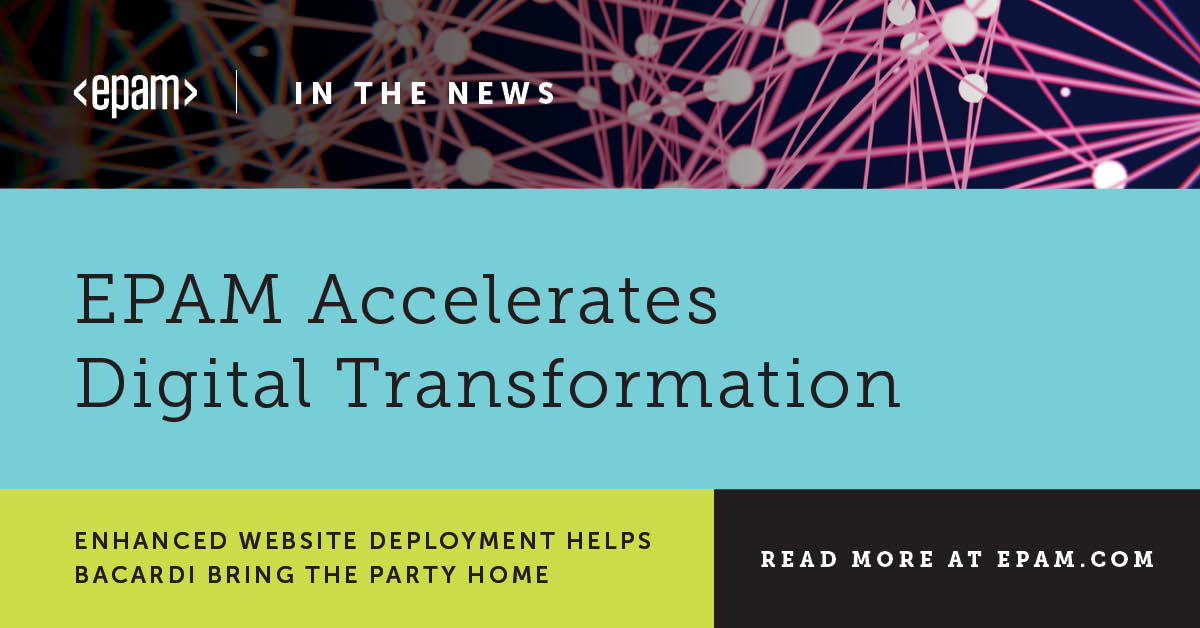 <epam>
IN THE NEWS
EPAM Accelerates
Digital Transformation
ENHANCED WEBSITE DEPLOYMENT HELPS
BACARDI BRING THE PARTY HOME
READ MORE AT EPAM.COM